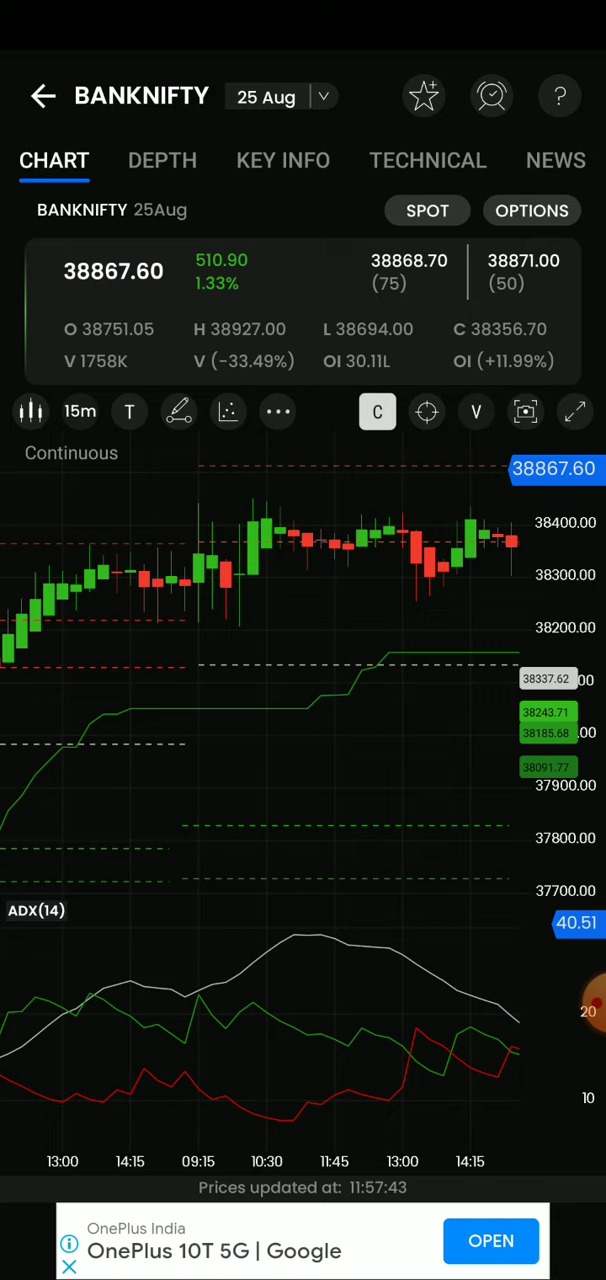 BANKNIFTY 25 Aug ?
CHART DEPTH KEY INFO TECHNICAL NEWS
BANKNIFTY 25Aug SPOT OPTIONS
38867.60 510.90 1.33% 38868.70 (75) 38871.00 (50)
O 38751.05 H 38927.00 L 38694.00 C 38356.70
V 1758K V (-33.49%) OI 30.11L OI (+11.99%)
15m T C V
Continuous
38867.60
38400.00
38300.00
38200.00
38337.62 00
38243.71
38185.68 .00
38091.77
37900.00
37800.00
37700.00
ADX(14)
40.51
20
10
13:00 14:15 09:15 10:30 11:45 13:00 14:15
Prices updated at: 11:57:43
OnePlus India
OnePlus 10T 5G | Google
OPEN